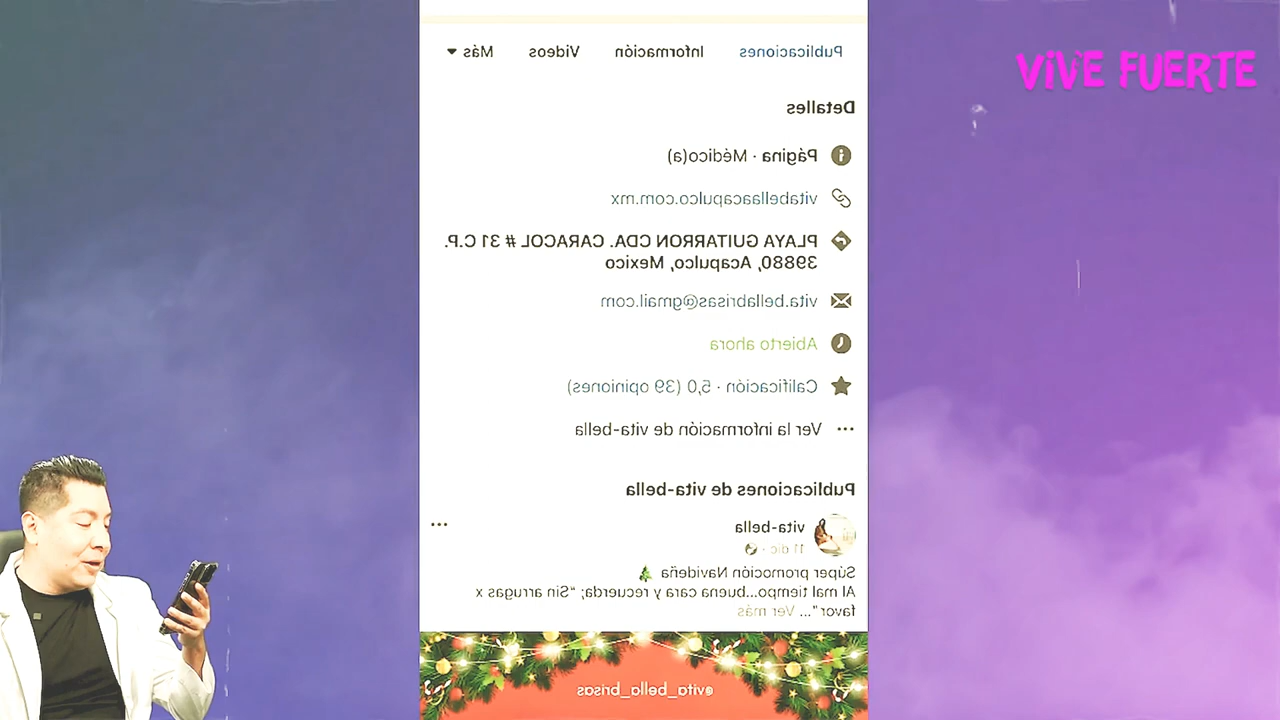 VIVE FUERTE
Publicaciones Información Videos Más
Detalles
Página · Médico(a)
vitabellaacapulco.com.mx
PLAYA GUITARRON CDA. CARACOL # 31 C.P.
39880, Acapulco, Mexico
vita.bellabrisas@gmail.com
Abierto ahora
Calificación · 5,0 (39 opiniones)
Ver la información de vita-bella
Publicaciones de vita-bella
vita-bella
11 dic ·
Súper promoción Navideña
Al mal tiempo...buena cara y recuerda; "Sin arrugas x
favor"... Ver más
@vita_bella_brisas